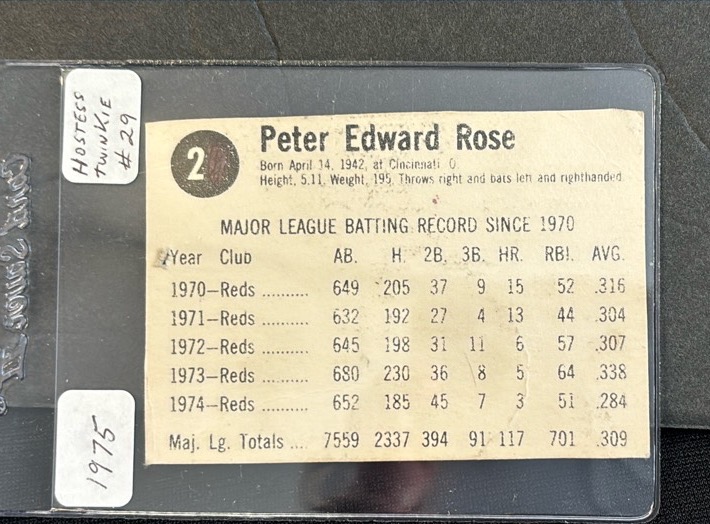 HOSTESS
TWINKIE
#29
1975
2
Peter Edward Rose
Born April 14, 1942, at Cincinnati, O.
Height, 5.11, Weight, 195, Throws right and bats left and righthanded
MAJOR LEAGUE BATTING RECORD SINCE 1970
Year Club AB. H. 2B. 3B. HR. RBI. AVG.
1970—Reds .......... 649 205 37 9 15 52 .316
1971—Reds .......... 632 192 27 4 13 44 .304
1972—Reds .......... 645 198 31 11 6 57 .307
1973—Reds .......... 680 230 36 8 5 64 .338
1974—Reds .......... 652 185 45 7 3 51 .284
Maj. Lg. Totals .... 7559 2337 394 91 117 701 .309